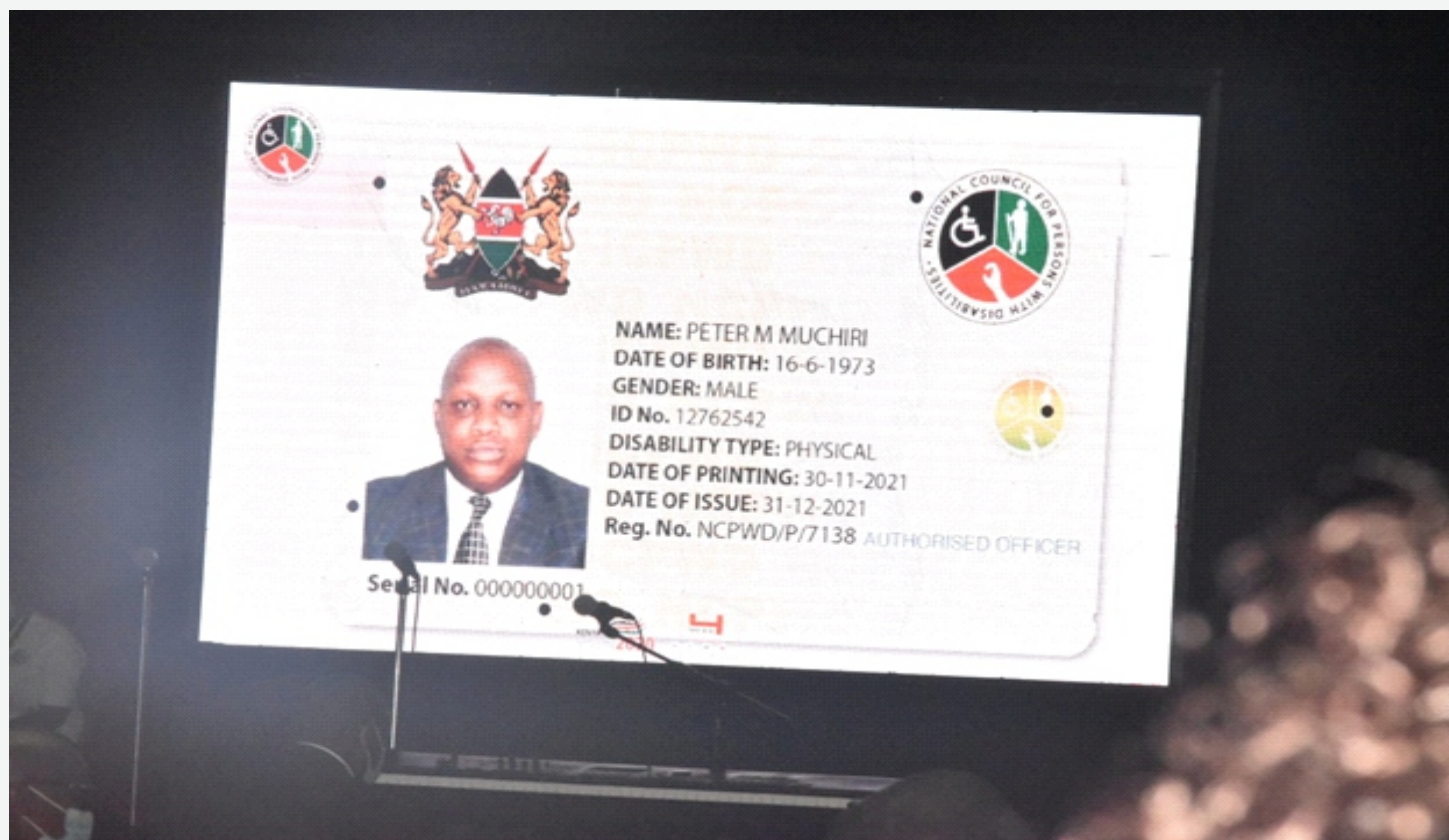 NATIONAL COUNCIL FOR PERSONS WITH DISABILITIES
NAME: PETER M MUCHIRI
DATE OF BIRTH: 16-6-1973
GENDER: MALE
ID No. 12762542
DISABILITY TYPE: PHYSICAL
DATE OF PRINTING: 30-11-2021
DATE OF ISSUE: 31-12-2021
Reg. No. NCPWD/P/7138 AUTHORISED OFFICER
No. 000000001